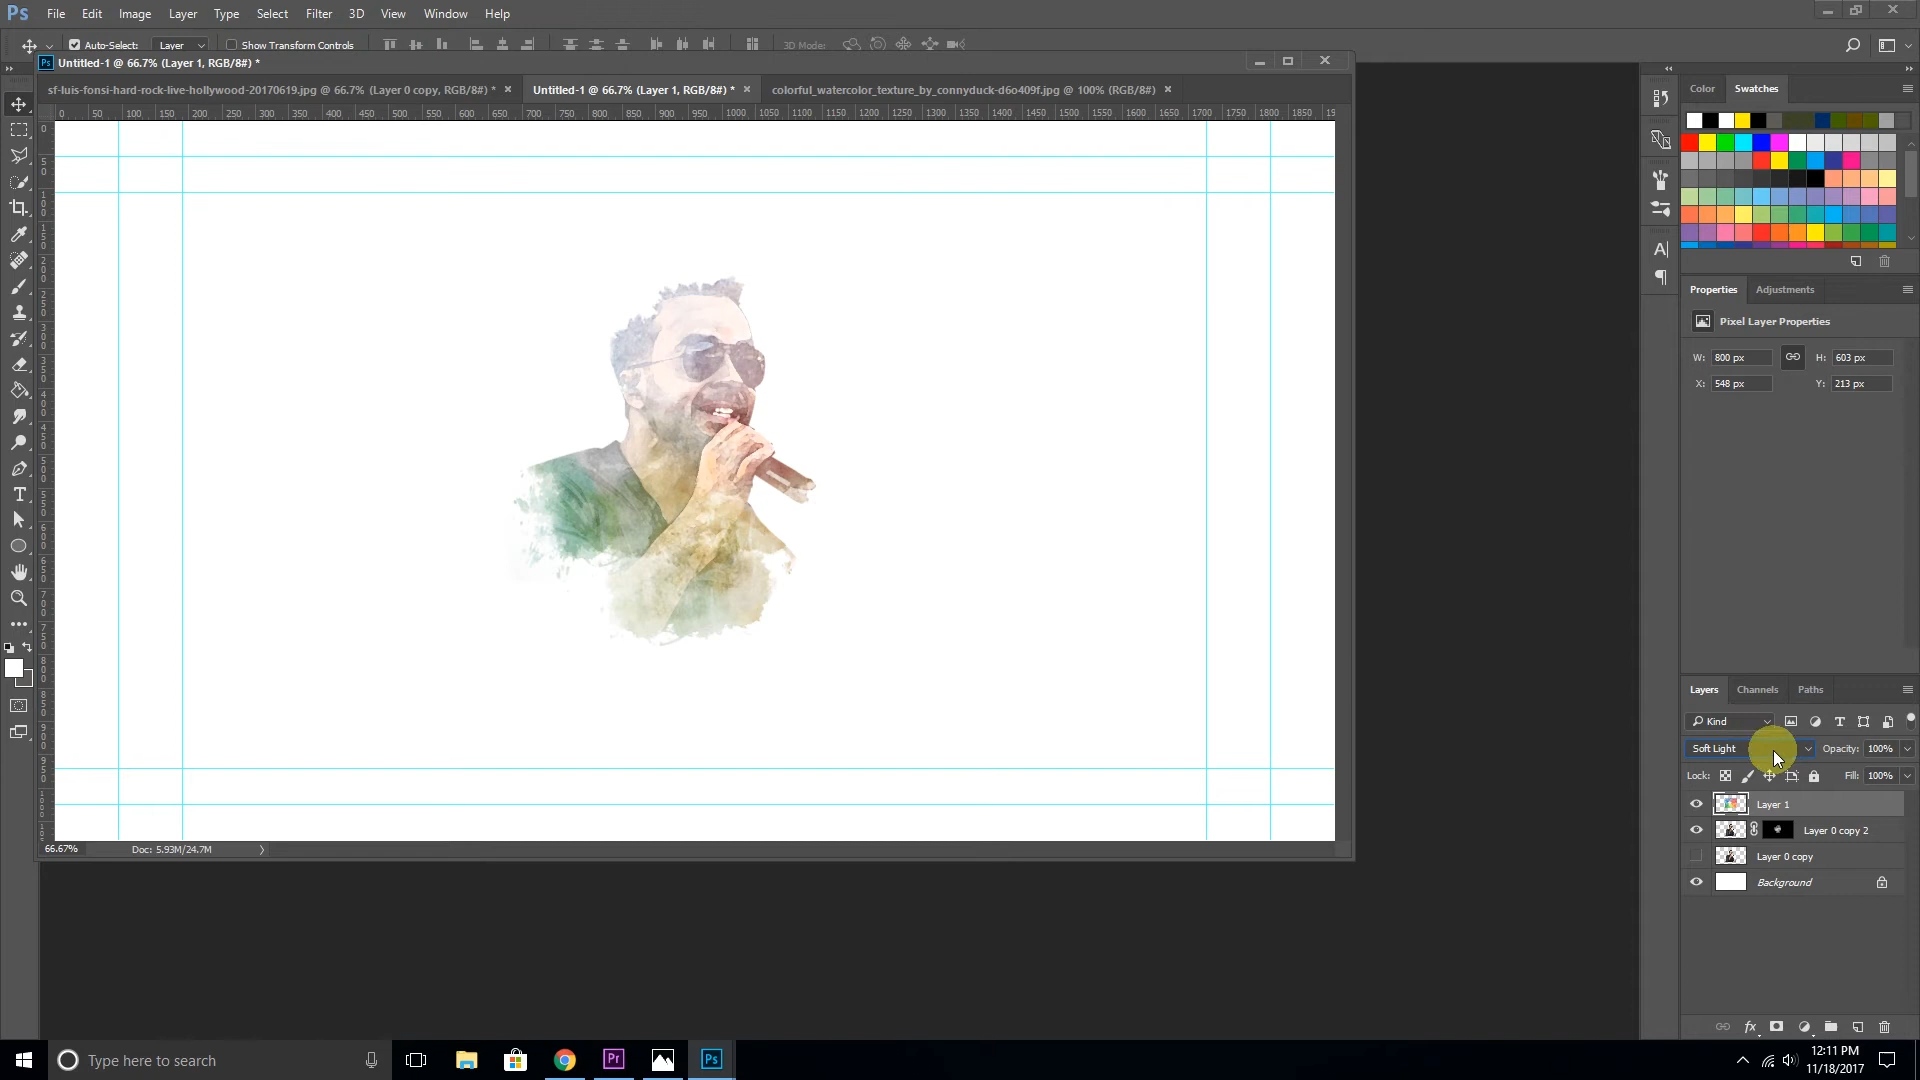 Ps File Edit Image Layer Type Select Filter 3D View Window Help
Auto-Select: Layer Show Transform Controls 3D Mode:
Ps Untitled-1 @ 66.7% (Layer 1, RGB/8#) *
sf-luis-fonsi-hard-rock-live-hollywood-20170619.jpg @ 66.7% (Layer 0 copy, RGB/8#) * × Untitled-1 @ 66.7% (Layer 1, RGB/8#) * × colorful_watercolor_texture_by_connyduck-d6o409f.jpg @ 100% (RGB/8#) ×
0 50 100 150 200 250 300 350 400 450 500 550 600 650 700 750 800 850 900 950 1000 1050 1100 1150 1200 1250 1300 1350 1400 1450 1500 1550 1600 1650 1700 1750 1800 1850 19
Color Swatches
Properties Adjustments
Pixel Layer Properties
W: 800 px H: 603 px
X: 548 px Y: 213 px
Layers Channels Paths
Kind
Soft Light Opacity: 100%
Lock: Fill: 100%
Layer 1
Layer 0 copy 2
Layer 0 copy
Background
66.67% Doc: 5.93M/24.7M
Type here to search
Pr
Ps
12:11 PM
11/18/2017